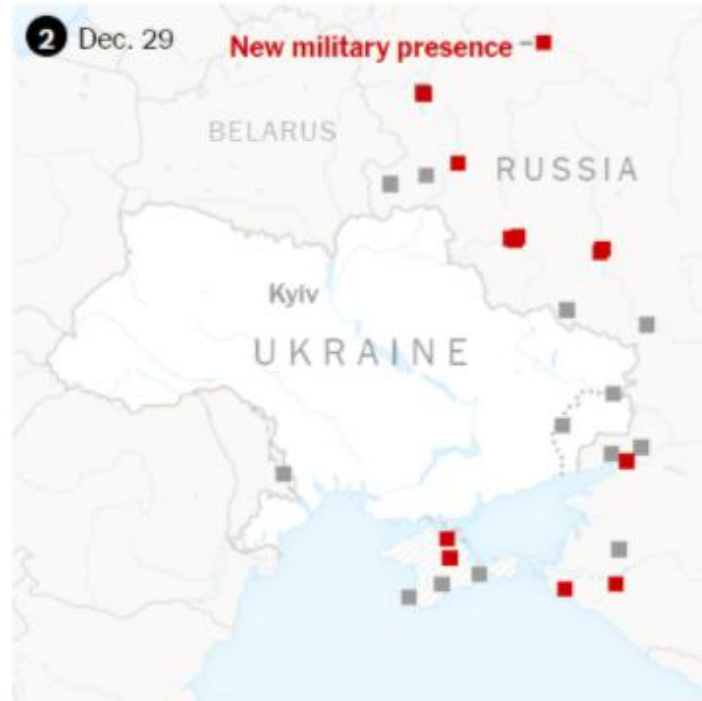 2 Dec. 29
New military presence
BELARUS
RUSSIA
Kyiv
UKRAINE